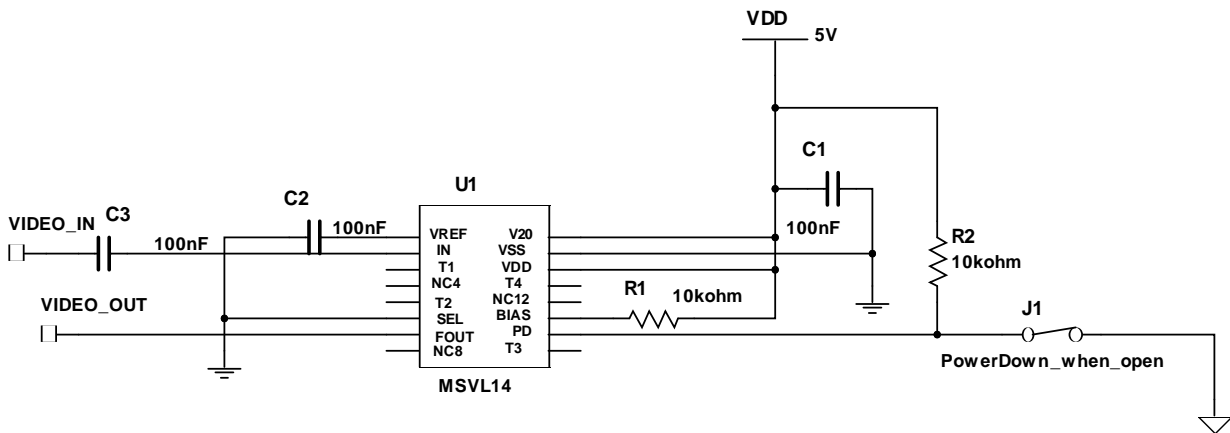 VDD
5V
C1
100nF
U1
C2
100nF
C3
100nF
VIDEO_IN
VIDEO_OUT
VREF
IN
T1
NC4
T2
SEL
FOUT
NC8
V20
VSS
VDD
T4
NC12
BIAS
PD
T3
MSVL14
R1
10kohm
R2
10kohm
J1
PowerDown_when_open